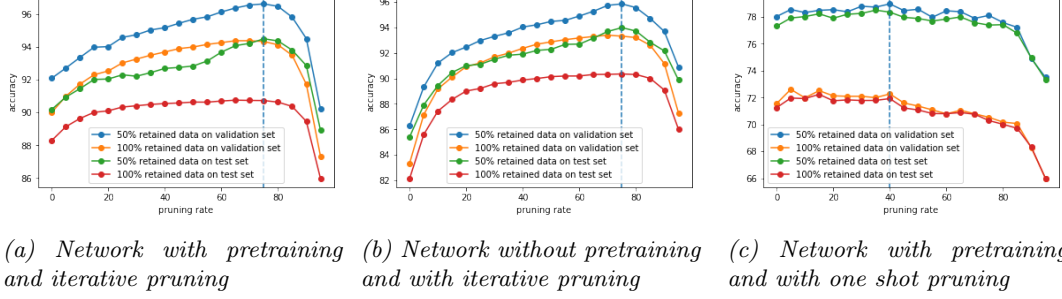 96
94
92
90
88
86
accuracy
50% retained data on validation set
100% retained data on validation set
50% retained data on test set
100% retained data on test set
0 20 40 60 80
pruning rate
96
94
92
90
88
86
84
82
accuracy
50% retained data on validation set
100% retained data on validation set
50% retained data on test set
100% retained data on test set
0 20 40 60 80
pruning rate
78
76
74
72
70
68
66
accuracy
50% retained data on validation set
100% retained data on validation set
50% retained data on test set
100% retained data on test set
0 20 40 60 80
pruning rate
(a) Network with pretraining
and iterative pruning
(b) Network without pretraining
and with iterative pruning
(c) Network with pretraining
and with one shot pruning